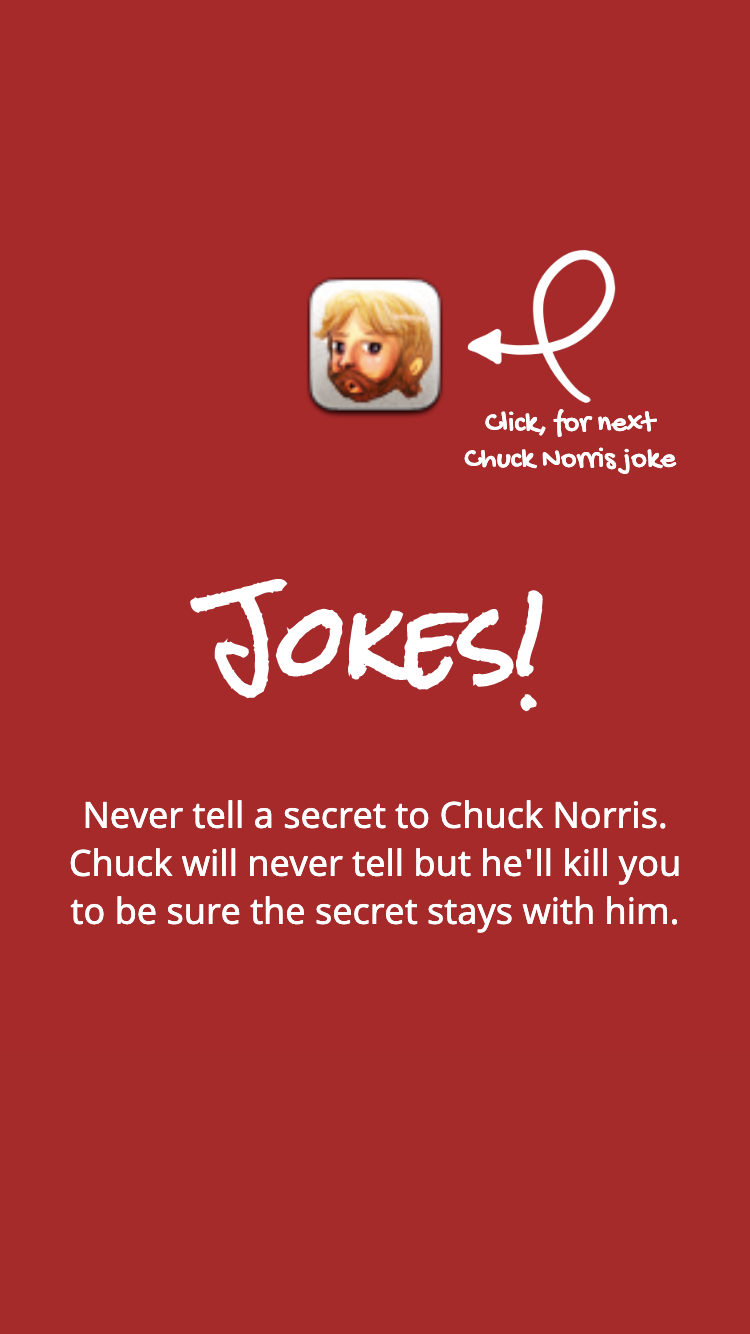 Click, for next
Chuck Norris joke
Jokes!
Never tell a secret to Chuck Norris.
Chuck will never tell but he'll kill you
to be sure the secret stays with him.